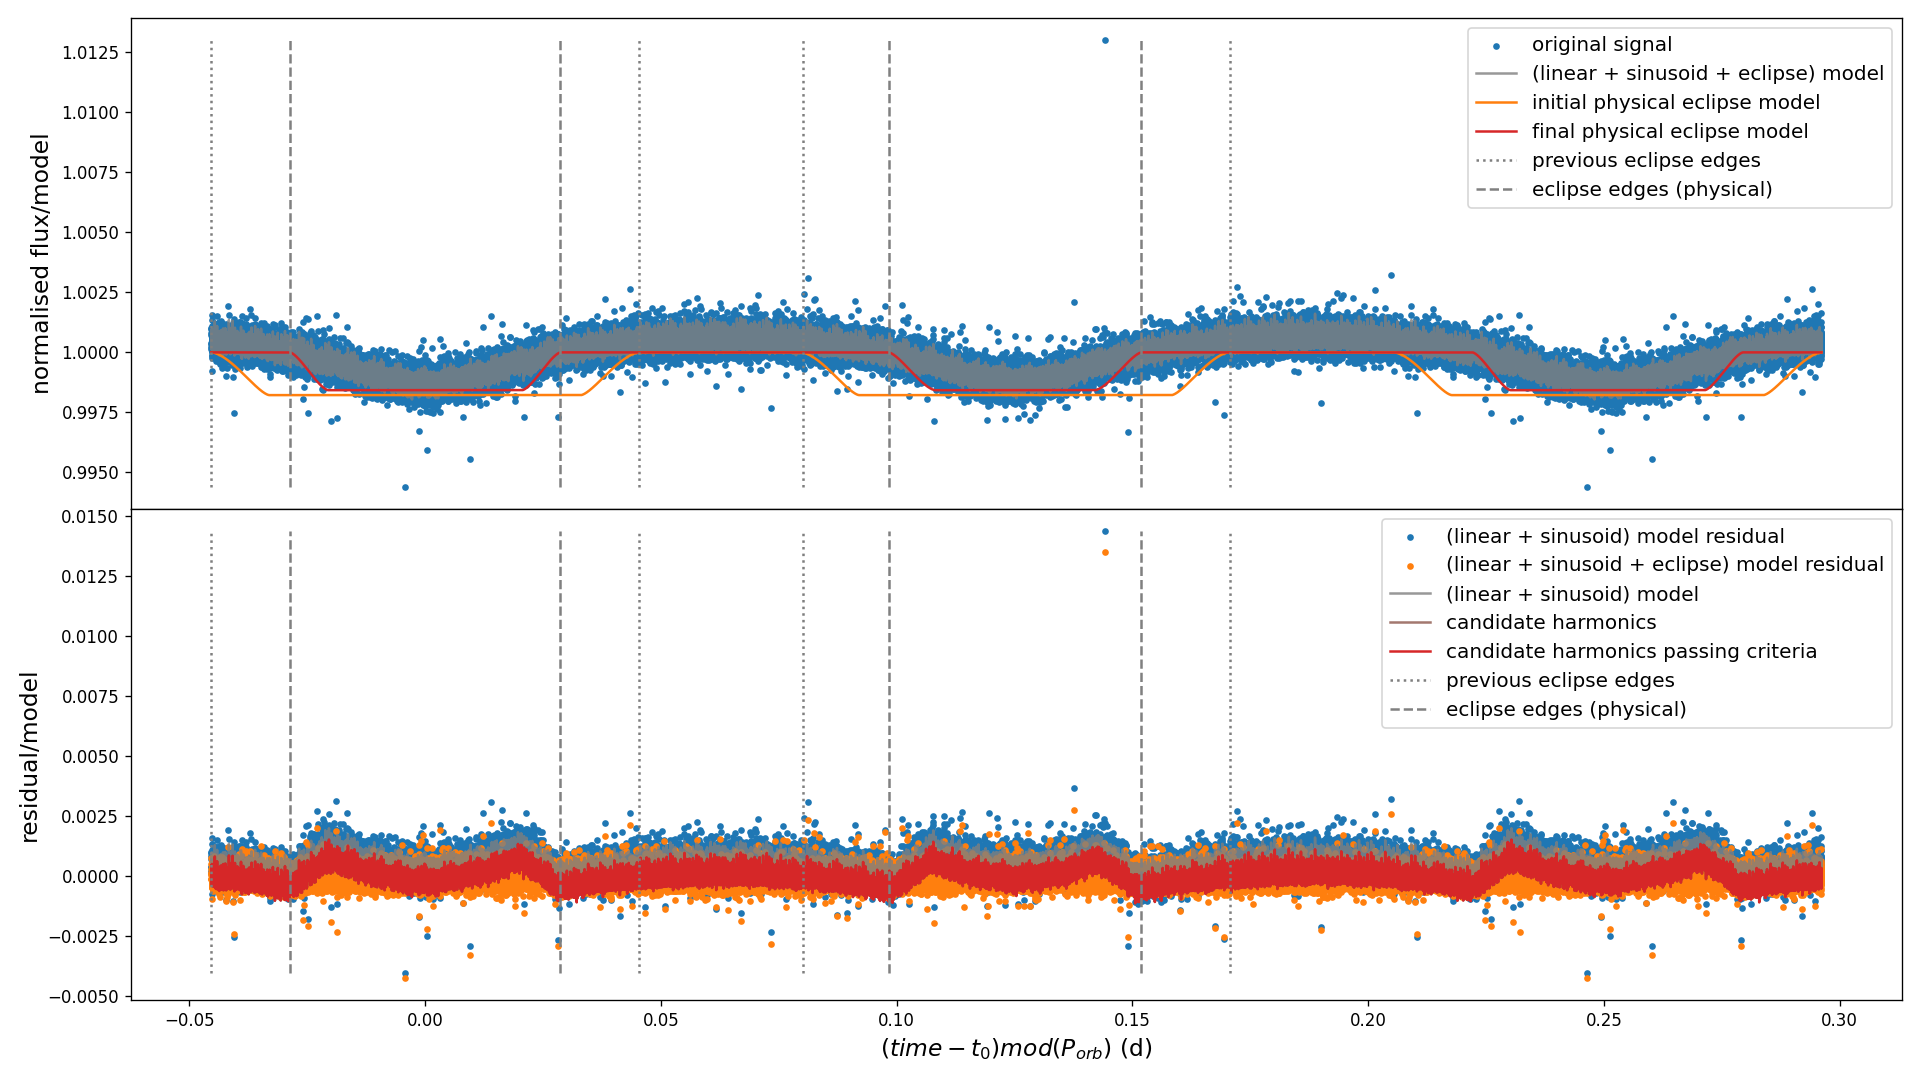 normalised flux/model
1.0125
1.0100
1.0075
1.0050
1.0025
1.0000
0.9975
0.9950
original signal
(linear + sinusoid + eclipse) model
initial physical eclipse model
final physical eclipse model
previous eclipse edges
eclipse edges (physical)
residual/model
0.0150
0.0125
0.0100
0.0075
0.0050
0.0025
0.0000
−0.0025
−0.0050
(linear + sinusoid) model residual
(linear + sinusoid + eclipse) model residual
(linear + sinusoid) model
candidate harmonics
candidate harmonics passing criteria
previous eclipse edges
eclipse edges (physical)
−0.05 0.00 0.05 0.10 0.15 0.20 0.25 0.30
(time − t₀)mod(Pₒᵣb) (d)